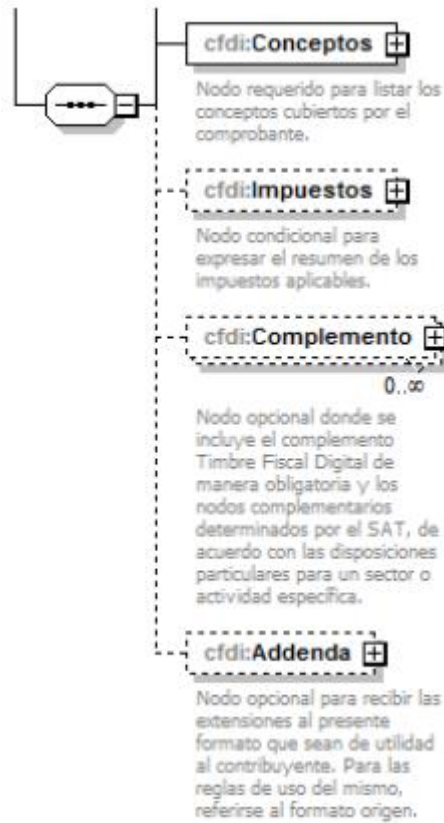 cfdi:Conceptos
Nodo requerido para listar los
conceptos cubiertos por el
comprobante.
cfdi:Impuestos
Nodo condicional para
expresar el resumen de los
impuestos aplicables.
cfdi:Complemento
0..∞
Nodo opcional donde se
incluye el complemento
Timbre Fiscal Digital de
manera obligatoria y los
nodos complementarios
determinados por el SAT, de
acuerdo con las disposiciones
particulares para un sector o
actividad específica.
cfdi:Addenda
Nodo opcional para recibir las
extensiones al presente
formato que sean de utilidad
al contribuyente. Para las
reglas de uso del mismo,
referirse al formato origen.